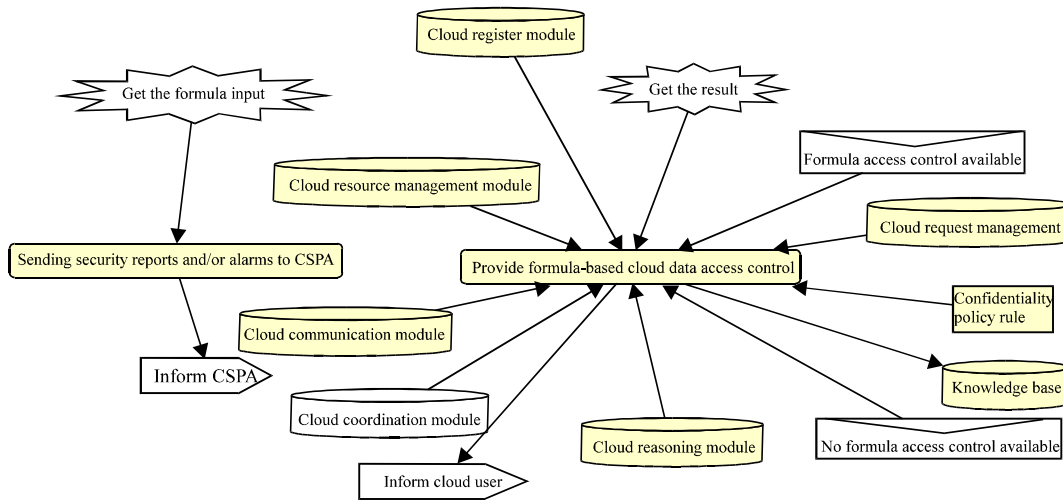 Cloud register module
Get the formula input
Get the result
Formula access control available
Cloud resource management module
Cloud request management
Sending security reports and/or alarms to CSPA
Provide formula-based cloud data access control
Confidentiality
policy rule
Cloud communication module
Inform CSPA
Knowledge base
Cloud coordination module
Cloud reasoning module
No formula access control available
Inform cloud user